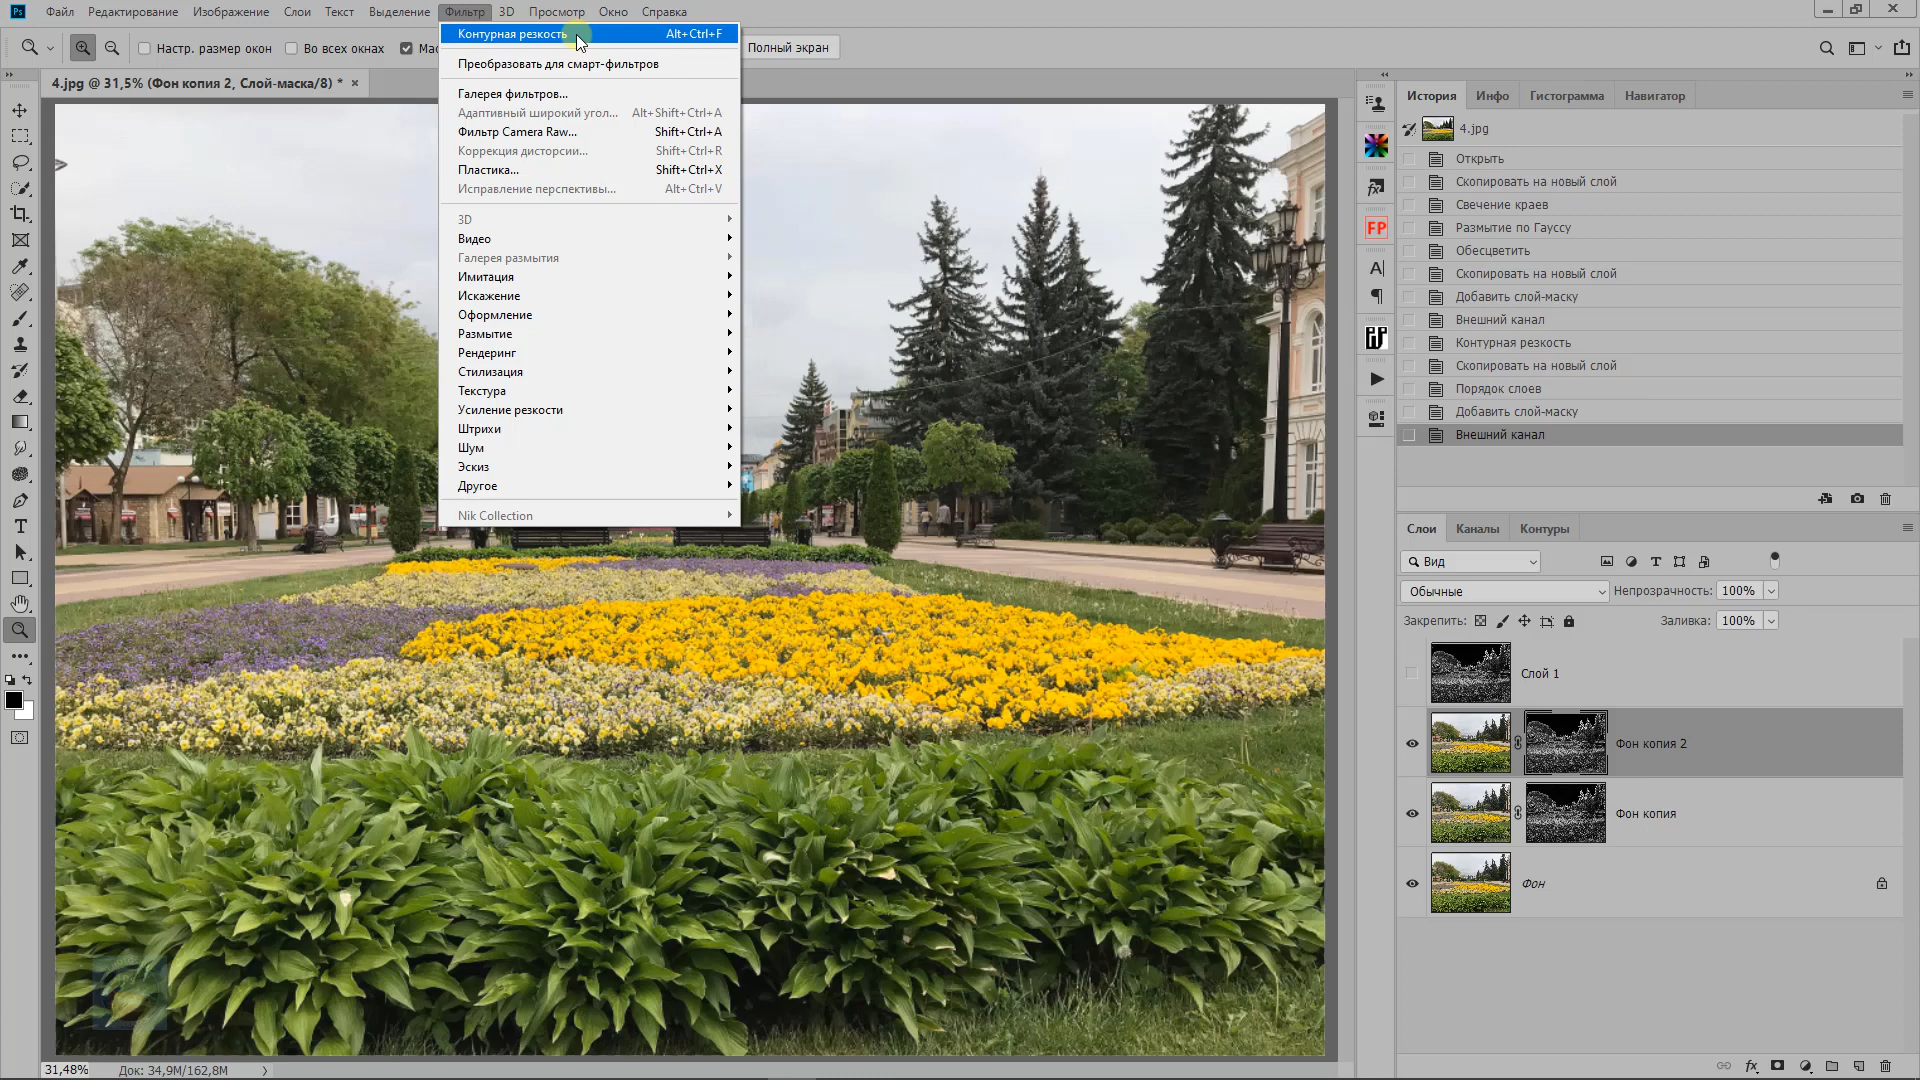 Ps Файл Редактирование Изображение Слои Текст Выделение Фильтр 3D Просмотр Окно Справка
Настр. размер окон Во всех окнах Мас Полный экран
4.jpg @ 31,5% (Фон копия 2, Слой-маска/8) * ×
Контурная резкость Alt+Ctrl+F
Преобразовать для смарт-фильтров
Галерея фильтров...
Адаптивный широкий угол... Alt+Shift+Ctrl+A
Фильтр Camera Raw... Shift+Ctrl+A
Коррекция дисторсии... Shift+Ctrl+R
Пластика... Shift+Ctrl+X
Исправление перспективы... Alt+Ctrl+V
3D
Видео
Галерея размытия
Имитация
Искажение
Оформление
Размытие
Рендеринг
Стилизация
Текстура
Усиление резкости
Штрихи
Шум
Эскиз
Другое
Nik Collection
История Инфо Гистограмма Навигатор
4.jpg
Открыть
Скопировать на новый слой
Свечение краев
Размытие по Гауссу
Обесцветить
Скопировать на новый слой
Добавить слой-маску
Внешний канал
Контурная резкость
Скопировать на новый слой
Порядок слоев
Добавить слой-маску
Внешний канал
FP
Слои Каналы Контуры
Вид
Обычные Непрозрачность: 100%
Закрепить: Заливка: 100%
Слой 1
Фон копия 2
Фон копия
Фон
fx
31,48% Док: 34,9M/162,8M